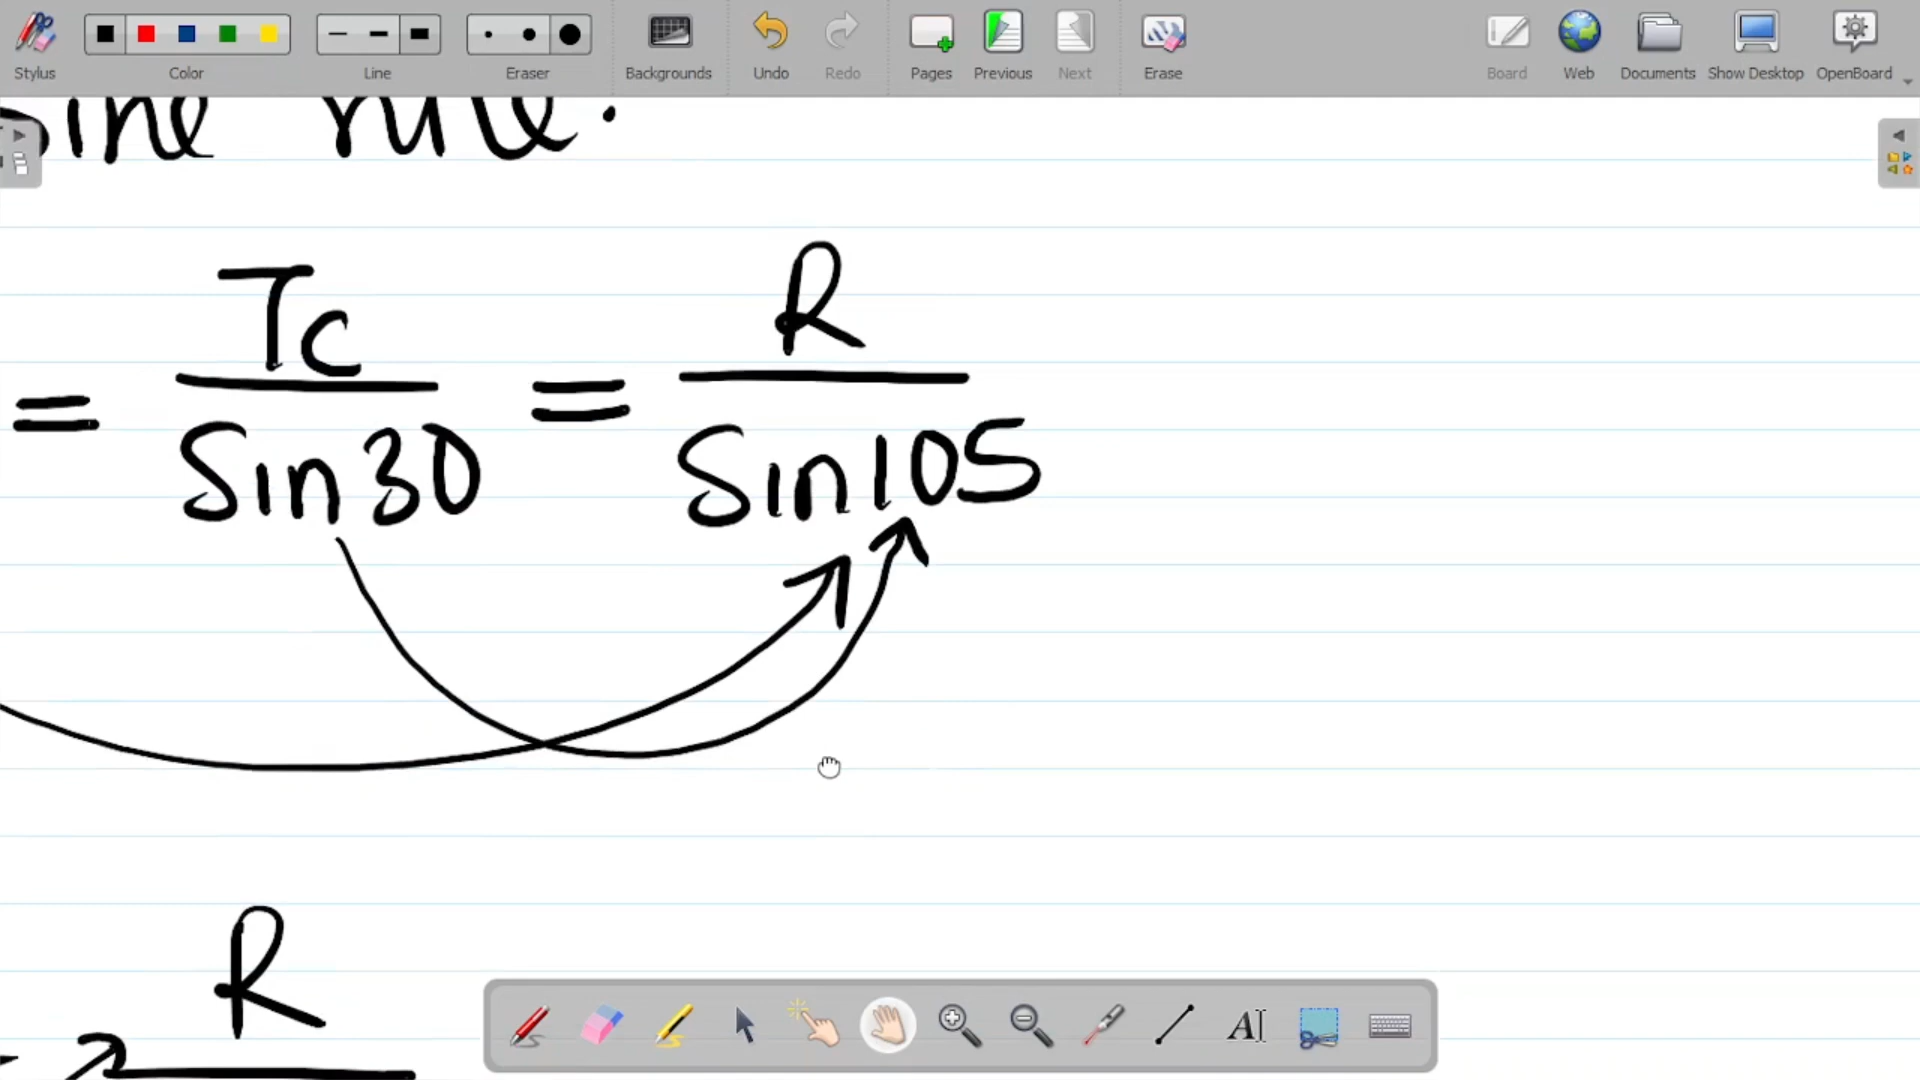 Stylus Color Line Eraser Backgrounds Undo Redo Pages Previous Next Erase Board Web Documents Show Desktop OpenBoard
Sine rule.
= Tc / Sin30 = R / Sin105
R
A